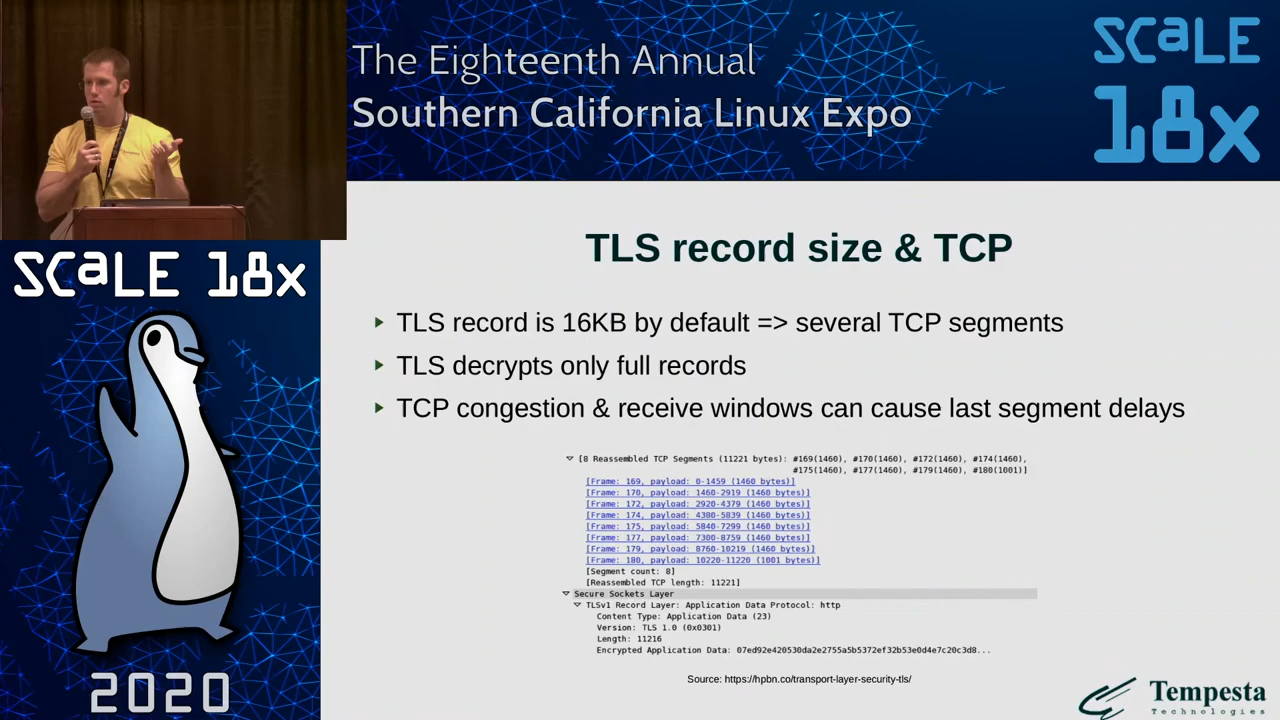 The Eighteenth Annual
Southern California Linux Expo
SCaLE
18x
SCaLE 18x
2020
TLS record size & TCP
TLS record is 16KB by default => several TCP segments
TLS decrypts only full records
TCP congestion & receive windows can cause last segment delays
[8 Reassembled TCP Segments (11221 bytes): #169(1460), #170(1460), #172(1460), #174(1460),
#175(1460), #177(1460), #179(1460), #180(1001)]
[Frame: 169, payload: 0-1459 (1460 bytes)]
[Frame: 170, payload: 1460-2919 (1460 bytes)]
[Frame: 172, payload: 2920-4379 (1460 bytes)]
[Frame: 174, payload: 4380-5839 (1460 bytes)]
[Frame: 175, payload: 5840-7299 (1460 bytes)]
[Frame: 177, payload: 7300-8759 (1460 bytes)]
[Frame: 179, payload: 8760-10219 (1460 bytes)]
[Frame: 180, payload: 10220-11220 (1001 bytes)]
[Segment count: 8]
[Reassembled TCP length: 11221]
Secure Sockets Layer
TLSv1 Record Layer: Application Data Protocol: http
Content Type: Application Data (23)
Version: TLS 1.0 (0x0301)
Length: 11216
Encrypted Application Data: 07ed92e420530da2e2755a5b5372ef32b53e0d4e7c20c3d8...
Source: https://hpbn.co/transport-layer-security-tls/
Tempesta
Technologies